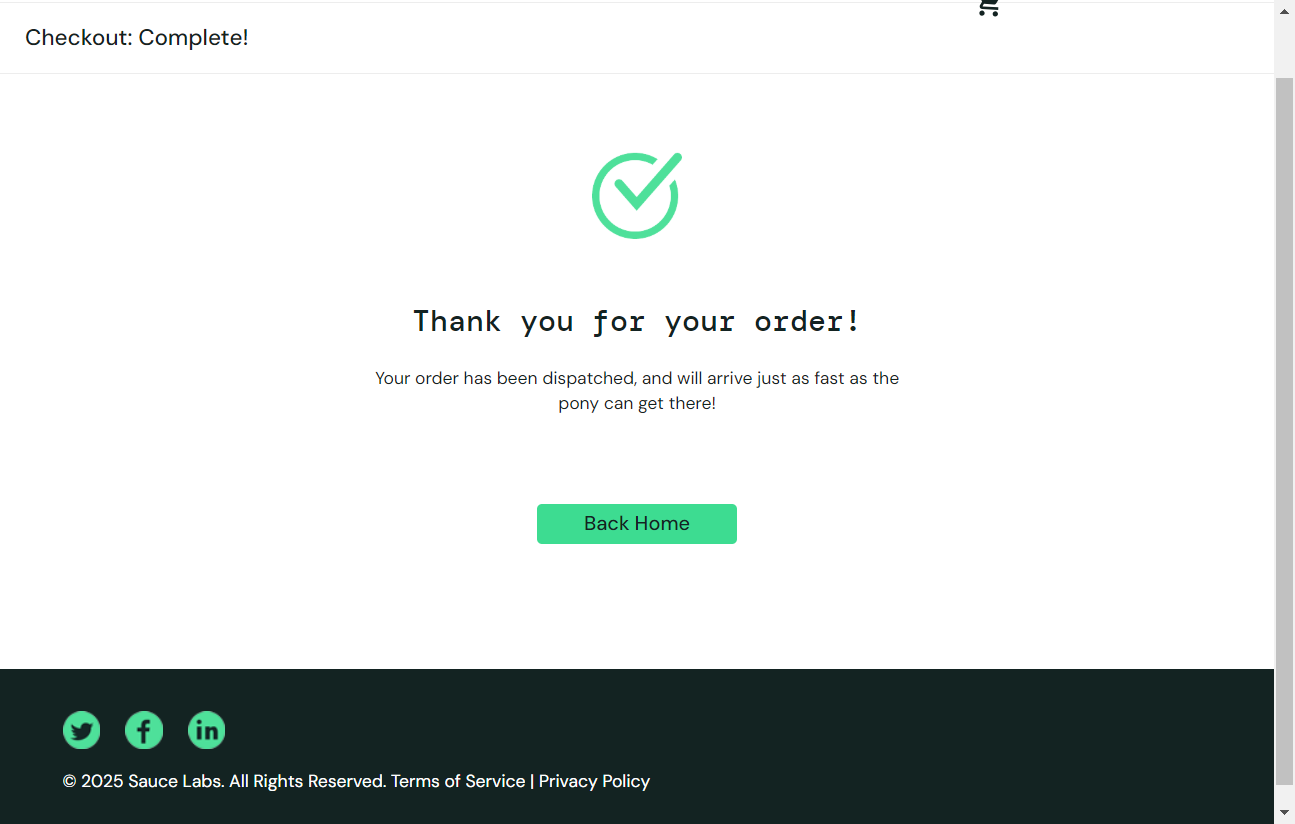 Checkout: Complete!
Thank you for your order!
Your order has been dispatched, and will arrive just as fast as the
pony can get there!
Back Home
© 2025 Sauce Labs. All Rights Reserved. Terms of Service | Privacy Policy